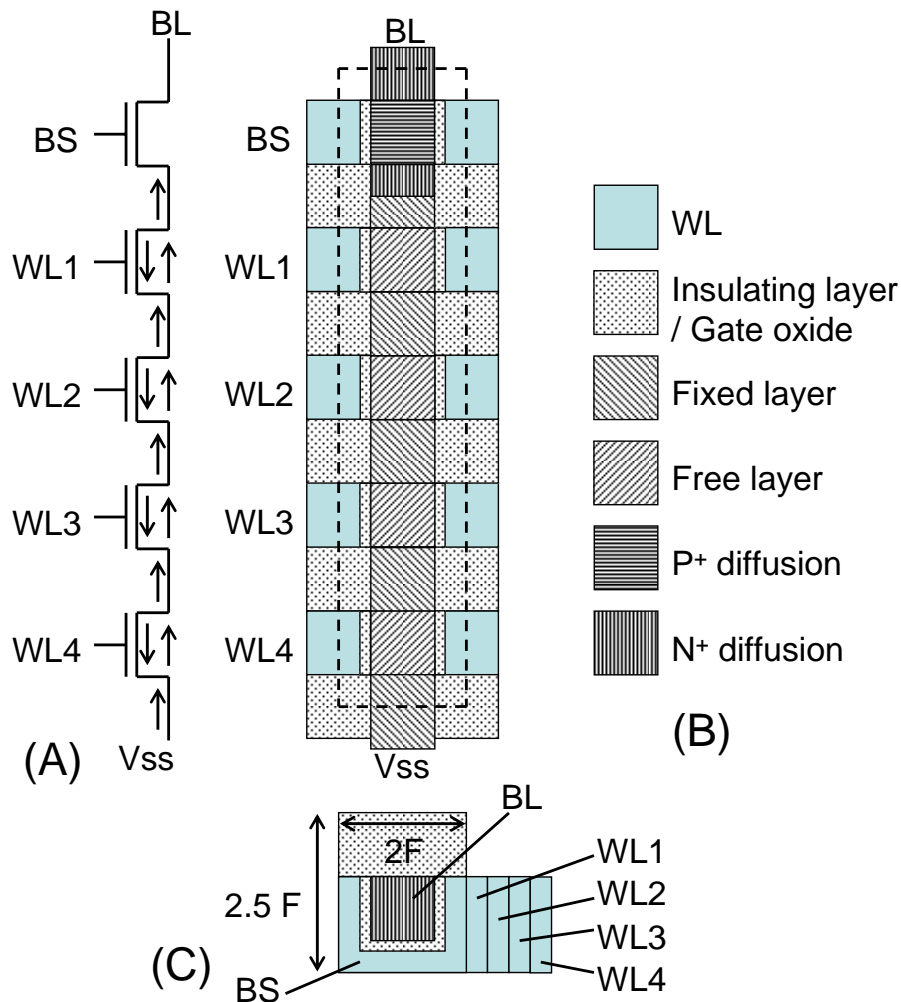 BL
BS
WL1
WL2
WL3
WL4
Vss
(A)
BL
BS
WL1
WL2
WL3
WL4
Vss
WL
Insulating layer
/ Gate oxide
Fixed layer
Free layer
P+ diffusion
N+ diffusion
(B)
BL
2F
2.5 F
WL1
WL2
WL3
WL4
BS
(C)